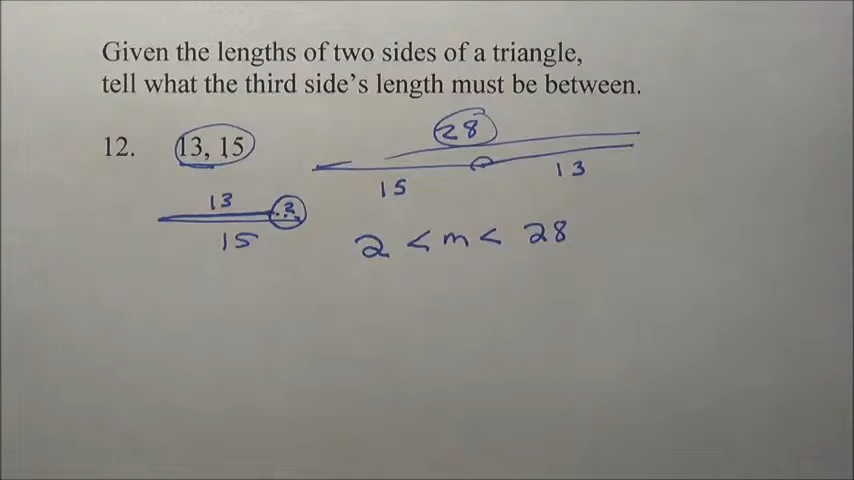 Given the lengths of two sides of a triangle,
tell what the third side's length must be between.
12. 13, 15
28
15 13
13 2
15
2 < m < 28